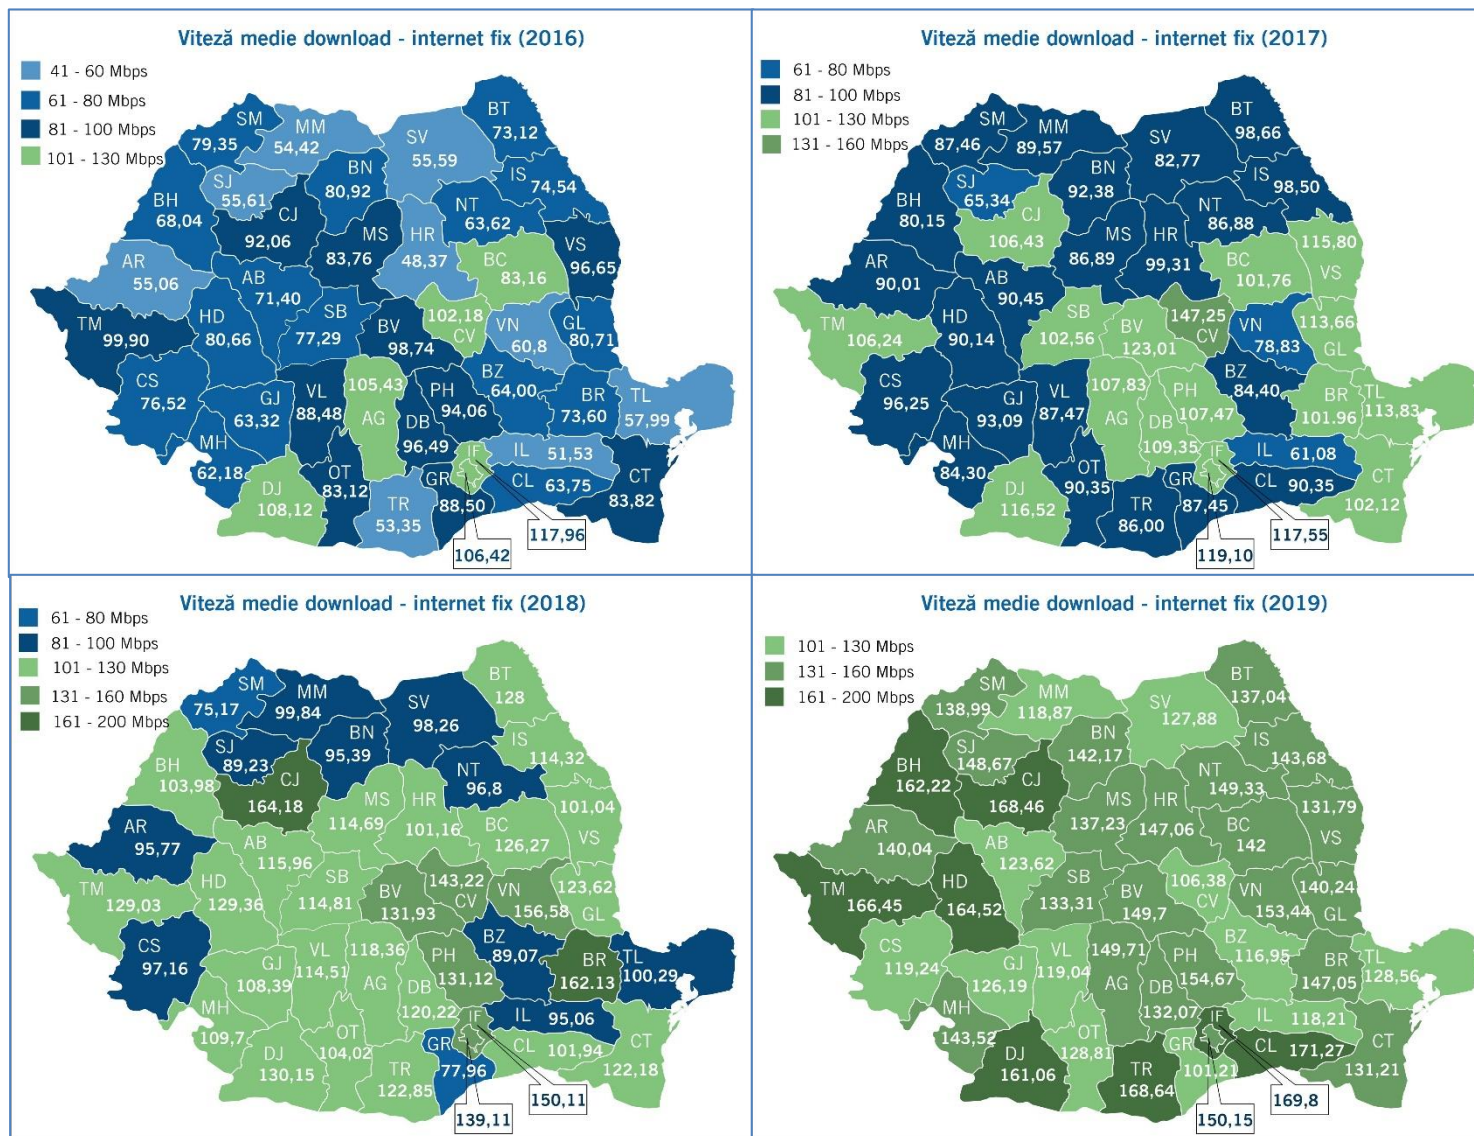 Viteză medie download - internet fix (2016)
41 - 60 Mbps
61 - 80 Mbps
81 - 100 Mbps
101 - 130 Mbps
SM
79,35
MM
54,42
SV
55,59
BT
73,12
BN
80,92
IS
74,54
SJ
55,61
BH
68,04
CJ
92,06
NT
63,62
MS
83,76
HR
48,37
VS
96,65
BC
83,16
AR
55,06
AB
71,40
102,18
CV
TM
99,90
HD
80,66
SB
77,29
BV
98,74
VN
60,8
GL
80,71
CS
76,52
GJ
63,32
VL
88,48
105,43
AG
PH
94,06
BZ
64,00
BR
73,60
TL
57,99
DB
96,49
MH
62,18
IF
IL
51,53
OT
83,12
GR
88,50
CL
63,75
CT
83,82
DJ
108,12
TR
53,35
117,96
106,42
Viteză medie download - internet fix (2017)
61 - 80 Mbps
81 - 100 Mbps
101 - 130 Mbps
131 - 160 Mbps
SM
87,46
MM
89,57
SV
82,77
BT
98,66
BN
92,38
IS
98,50
SJ
65,34
BH
80,15
CJ
106,43
NT
86,88
MS
86,89
HR
99,31
115,80
VS
BC
101,76
AR
90,01
AB
90,45
147,25
CV
TM
106,24
HD
90,14
SB
102,56
BV
123,01
VN
78,83
113,66
GL
CS
96,25
GJ
93,09
VL
87,47
107,83
AG
PH
107,47
BZ
84,40
BR
101.96
TL
113,83
DB
109,35
MH
84,30
IF
IL
61,08
OT
90,35
GR
87,45
CL
90,35
CT
102,12
DJ
116,52
TR
86,00
117,55
119,10
Viteză medie download - internet fix (2018)
61 - 80 Mbps
81 - 100 Mbps
101 - 130 Mbps
131 - 160 Mbps
161 - 200 Mbps
SM
75,17
MM
99,84
SV
98,26
BT
128
BN
95,39
IS
114,32
SJ
89,23
BH
103,98
CJ
164,18
NT
96,8
MS
114,69
HR
101,16
101,04
VS
BC
126,27
AR
95,77
AB
115,96
143,22
CV
TM
129,03
HD
129,36
SB
114,81
BV
131,93
VN
156,58
123,62
GL
CS
97,16
GJ
108,39
VL
114,51
118,36
AG
PH
131,12
BZ
89,07
BR
162.13
TL
100,29
DB
120,22
MH
109,7
IF
IL
95,06
OT
104,02
GR
77,96
CL
101,94
CT
122,18
DJ
130,15
TR
122,85
150,11
139,11
Viteză medie download - internet fix (2019)
101 - 130 Mbps
131 - 160 Mbps
161 - 200 Mbps
SM
138,99
MM
118,87
SV
127,88
BT
137,04
BN
142,17
IS
143,68
SJ
148,67
BH
162,22
CJ
168,46
NT
149,33
MS
137,23
HR
147,06
131,79
VS
BC
142
AR
140,04
AB
123,62
106,38
CV
TM
166,45
HD
164,52
SB
133,31
BV
149,7
VN
153,44
140,24
GL
CS
119,24
GJ
126,19
VL
119,04
149,71
AG
PH
154,67
BZ
116,95
BR
147,05
TL
128,56
DB
132,07
MH
143,52
IF
IL
118,21
OT
128,81
GR
101,21
CL
171,27
CT
131,21
DJ
161,06
TR
168,64
169,8
150,15